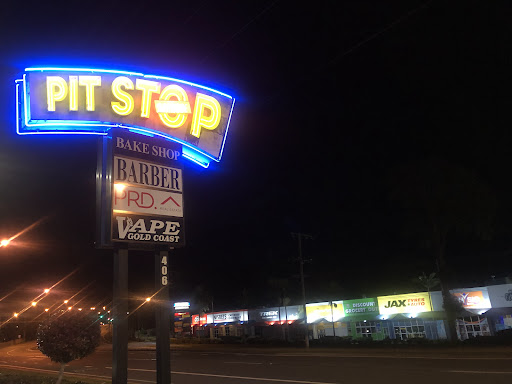 PIT STOP
BAKE SHOP
BARBER
PRD
VAPE
GOLD COAST
406
DISCOUNT
JAX TYRES